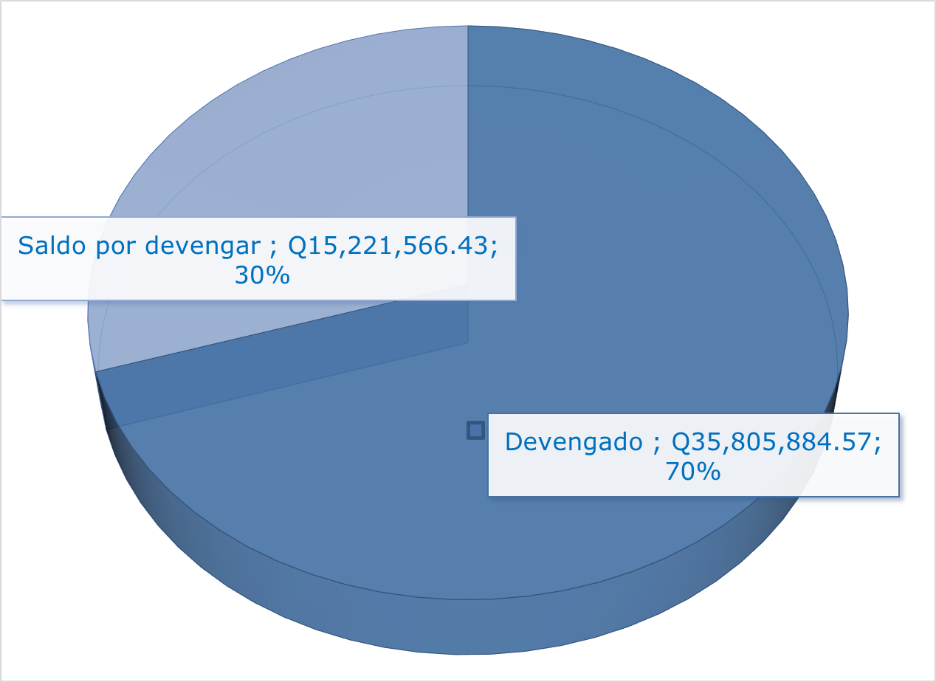 Saldo por devengar ; Q15,221,566.43;
30%
Devengado ; Q35,805,884.57;
70%